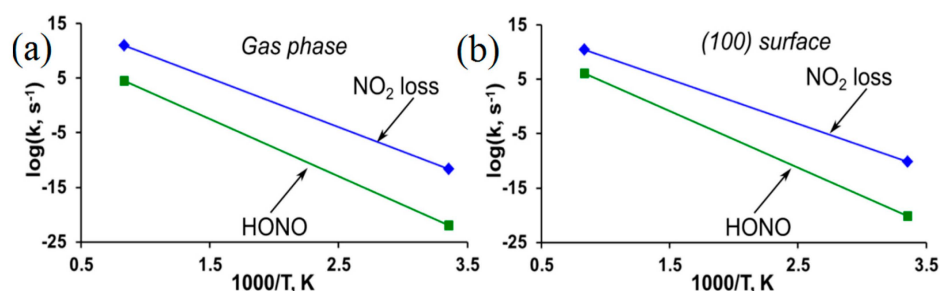 (a)
Gas phase
15
5
-5
-15
-25
log(k, s⁻¹)
NO₂ loss
HONO
0.5 1.5 2.5 3.5
1000/T, K
(b)
(100) surface
15
5
-5
-15
-25
log(k, s⁻¹)
NO₂ loss
HONO
0.5 1.5 2.5 3.5
1000/T, K